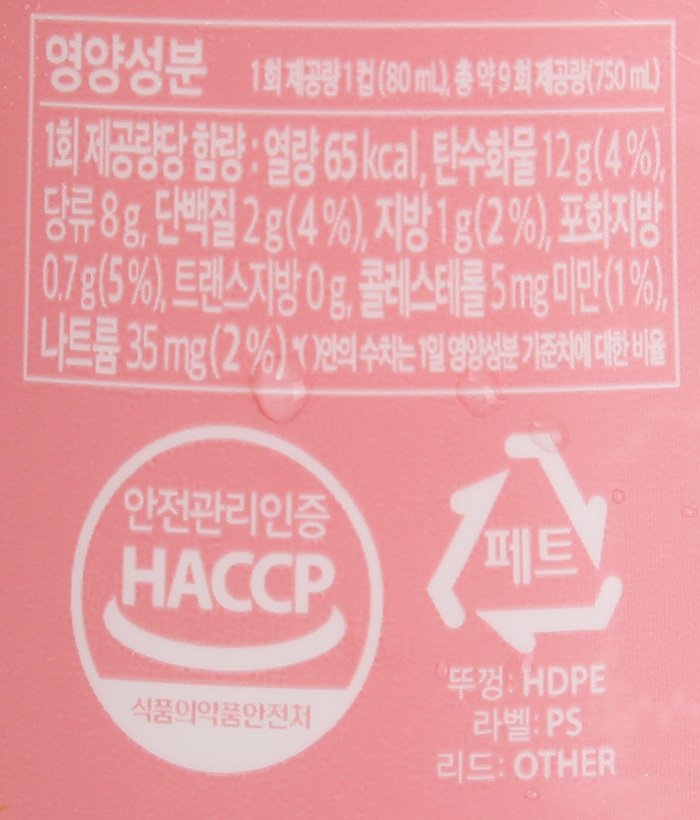 영양성분 1회 제공량 1컵 (80 mL), 총 약 9회 제공량(750 mL)
1회 제공량당 함량 : 열량 65 kcal, 탄수화물 12 g(4 %),
당류 8 g, 단백질 2 g(4 %), 지방 1 g(2 %), 포화지방
0.7 g(5 %), 트랜스지방 0 g, 콜레스테롤 5 mg 미만(1 %),
나트륨 35 mg (2 %) *( )안의 수치는 1일 영양성분 기준치에 대한 비율
안전관리인증
HACCP
식품의약품안전처
페트
뚜껑: HDPE
라벨: PS
리드: OTHER